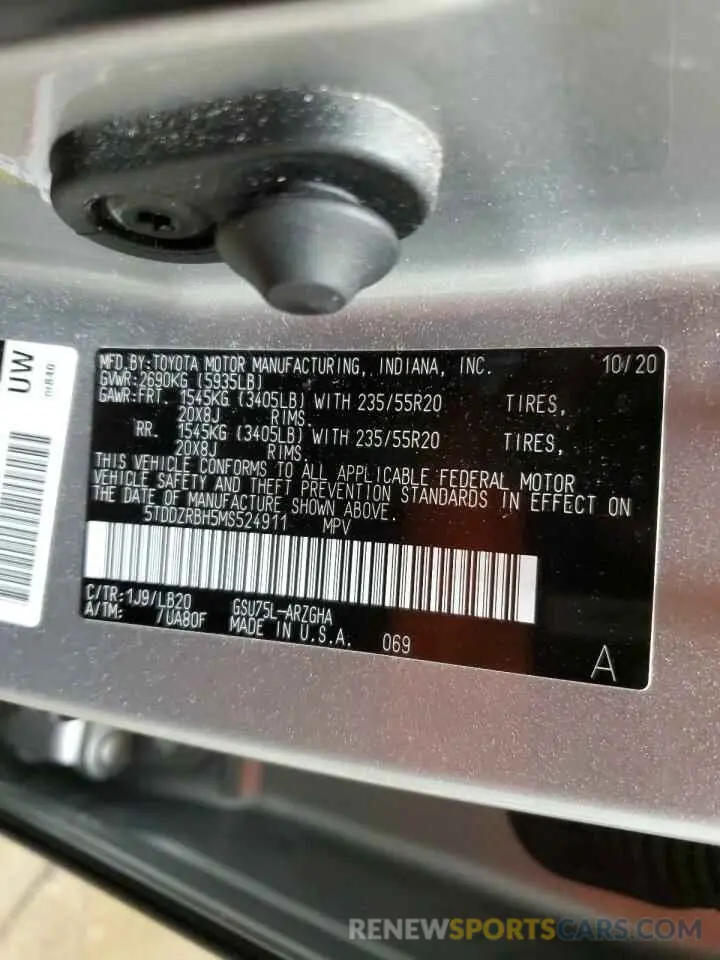 MFD.BY:TOYOTA MOTOR MANUFACTURING, INDIANA, INC. 10/20
GVWR:2690KG (5935LB)
GAWR:FRT. 1545KG (3405LB) WITH 235/55R20 TIRES,
20X8J RIMS.
RR. 1545KG (3405LB) WITH 235/55R20 TIRES,
20X8J RIMS.
THIS VEHICLE CONFORMS TO ALL APPLICABLE FEDERAL MOTOR
VEHICLE SAFETY AND THEFT PREVENTION STANDARDS IN EFFECT ON
THE DATE OF MANUFACTURE SHOWN ABOVE.
5TDDZRBH5MS524911 MPV
C/TR:1J9/LB20 GSU75L-ARZGHA
A/TM: 7UA80F MADE IN U.S.A. 069
A
UW
RENEWSPORTSCARS.COM